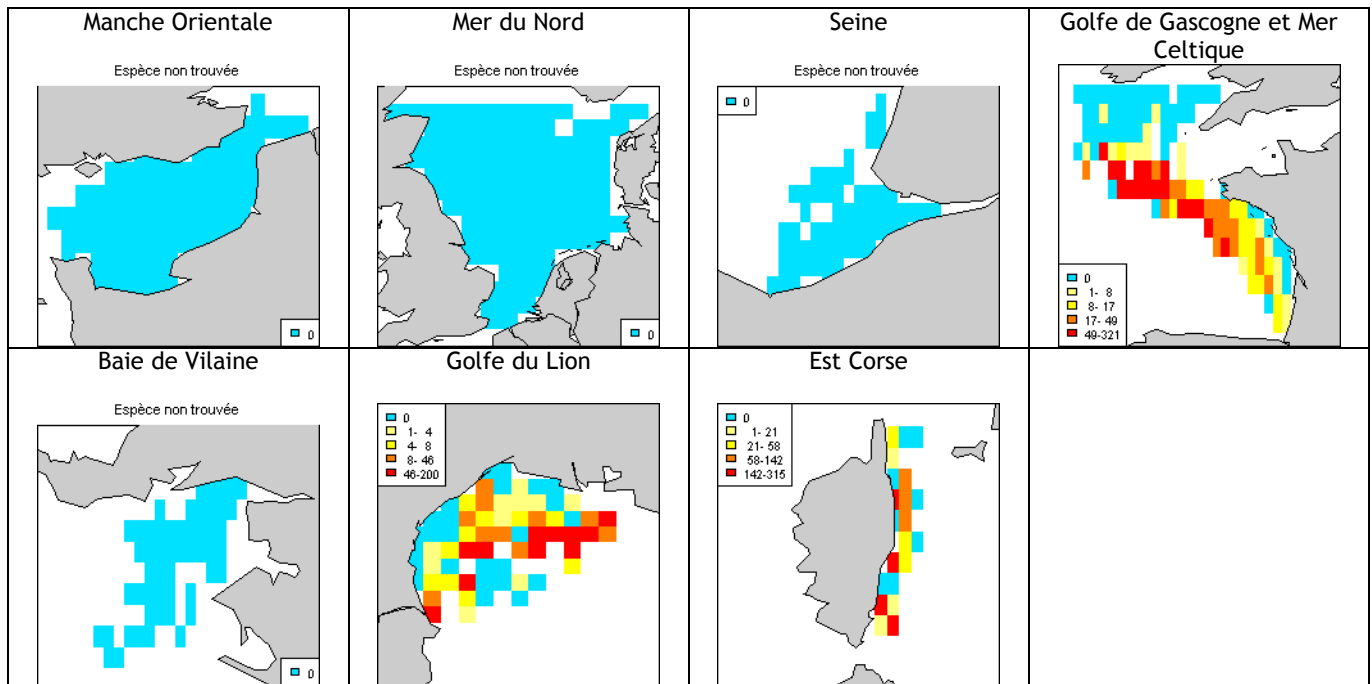 Manche Orientale
Espèce non trouvée
0
Mer du Nord
Espèce non trouvée
0
Seine
Espèce non trouvée
0
Golfe de Gascogne et Mer
Celtique
0
1- 8
8- 17
17- 49
49-321
Baie de Vilaine
Espèce non trouvée
0
Golfe du Lion
0
1- 4
4- 8
8- 46
46-200
Est Corse
0
1- 21
21- 58
58-142
142-315